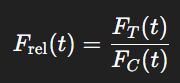 F_rel(t) = F_T(t) / F_C(t)